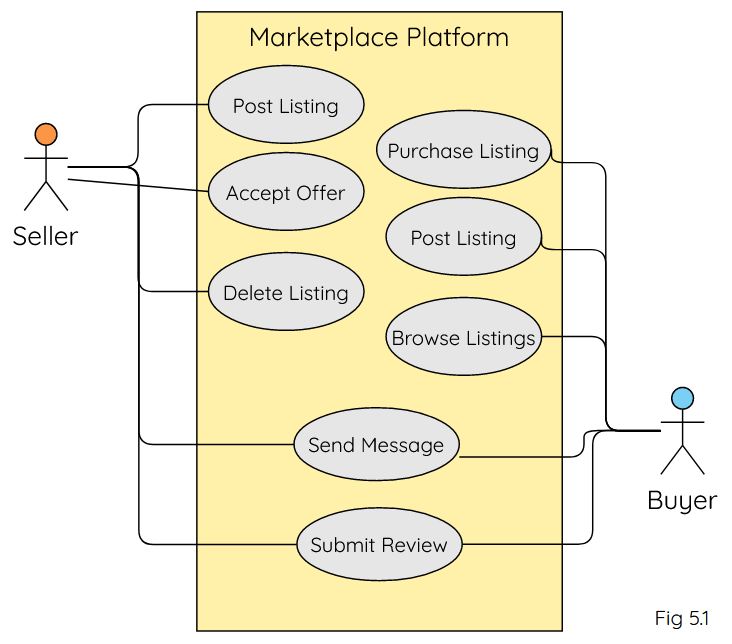 Marketplace Platform
Post Listing
Purchase Listing
Accept Offer
Seller
Post Listing
Delete Listing
Browse Listings
Send Message
Buyer
Submit Review
Fig 5.1